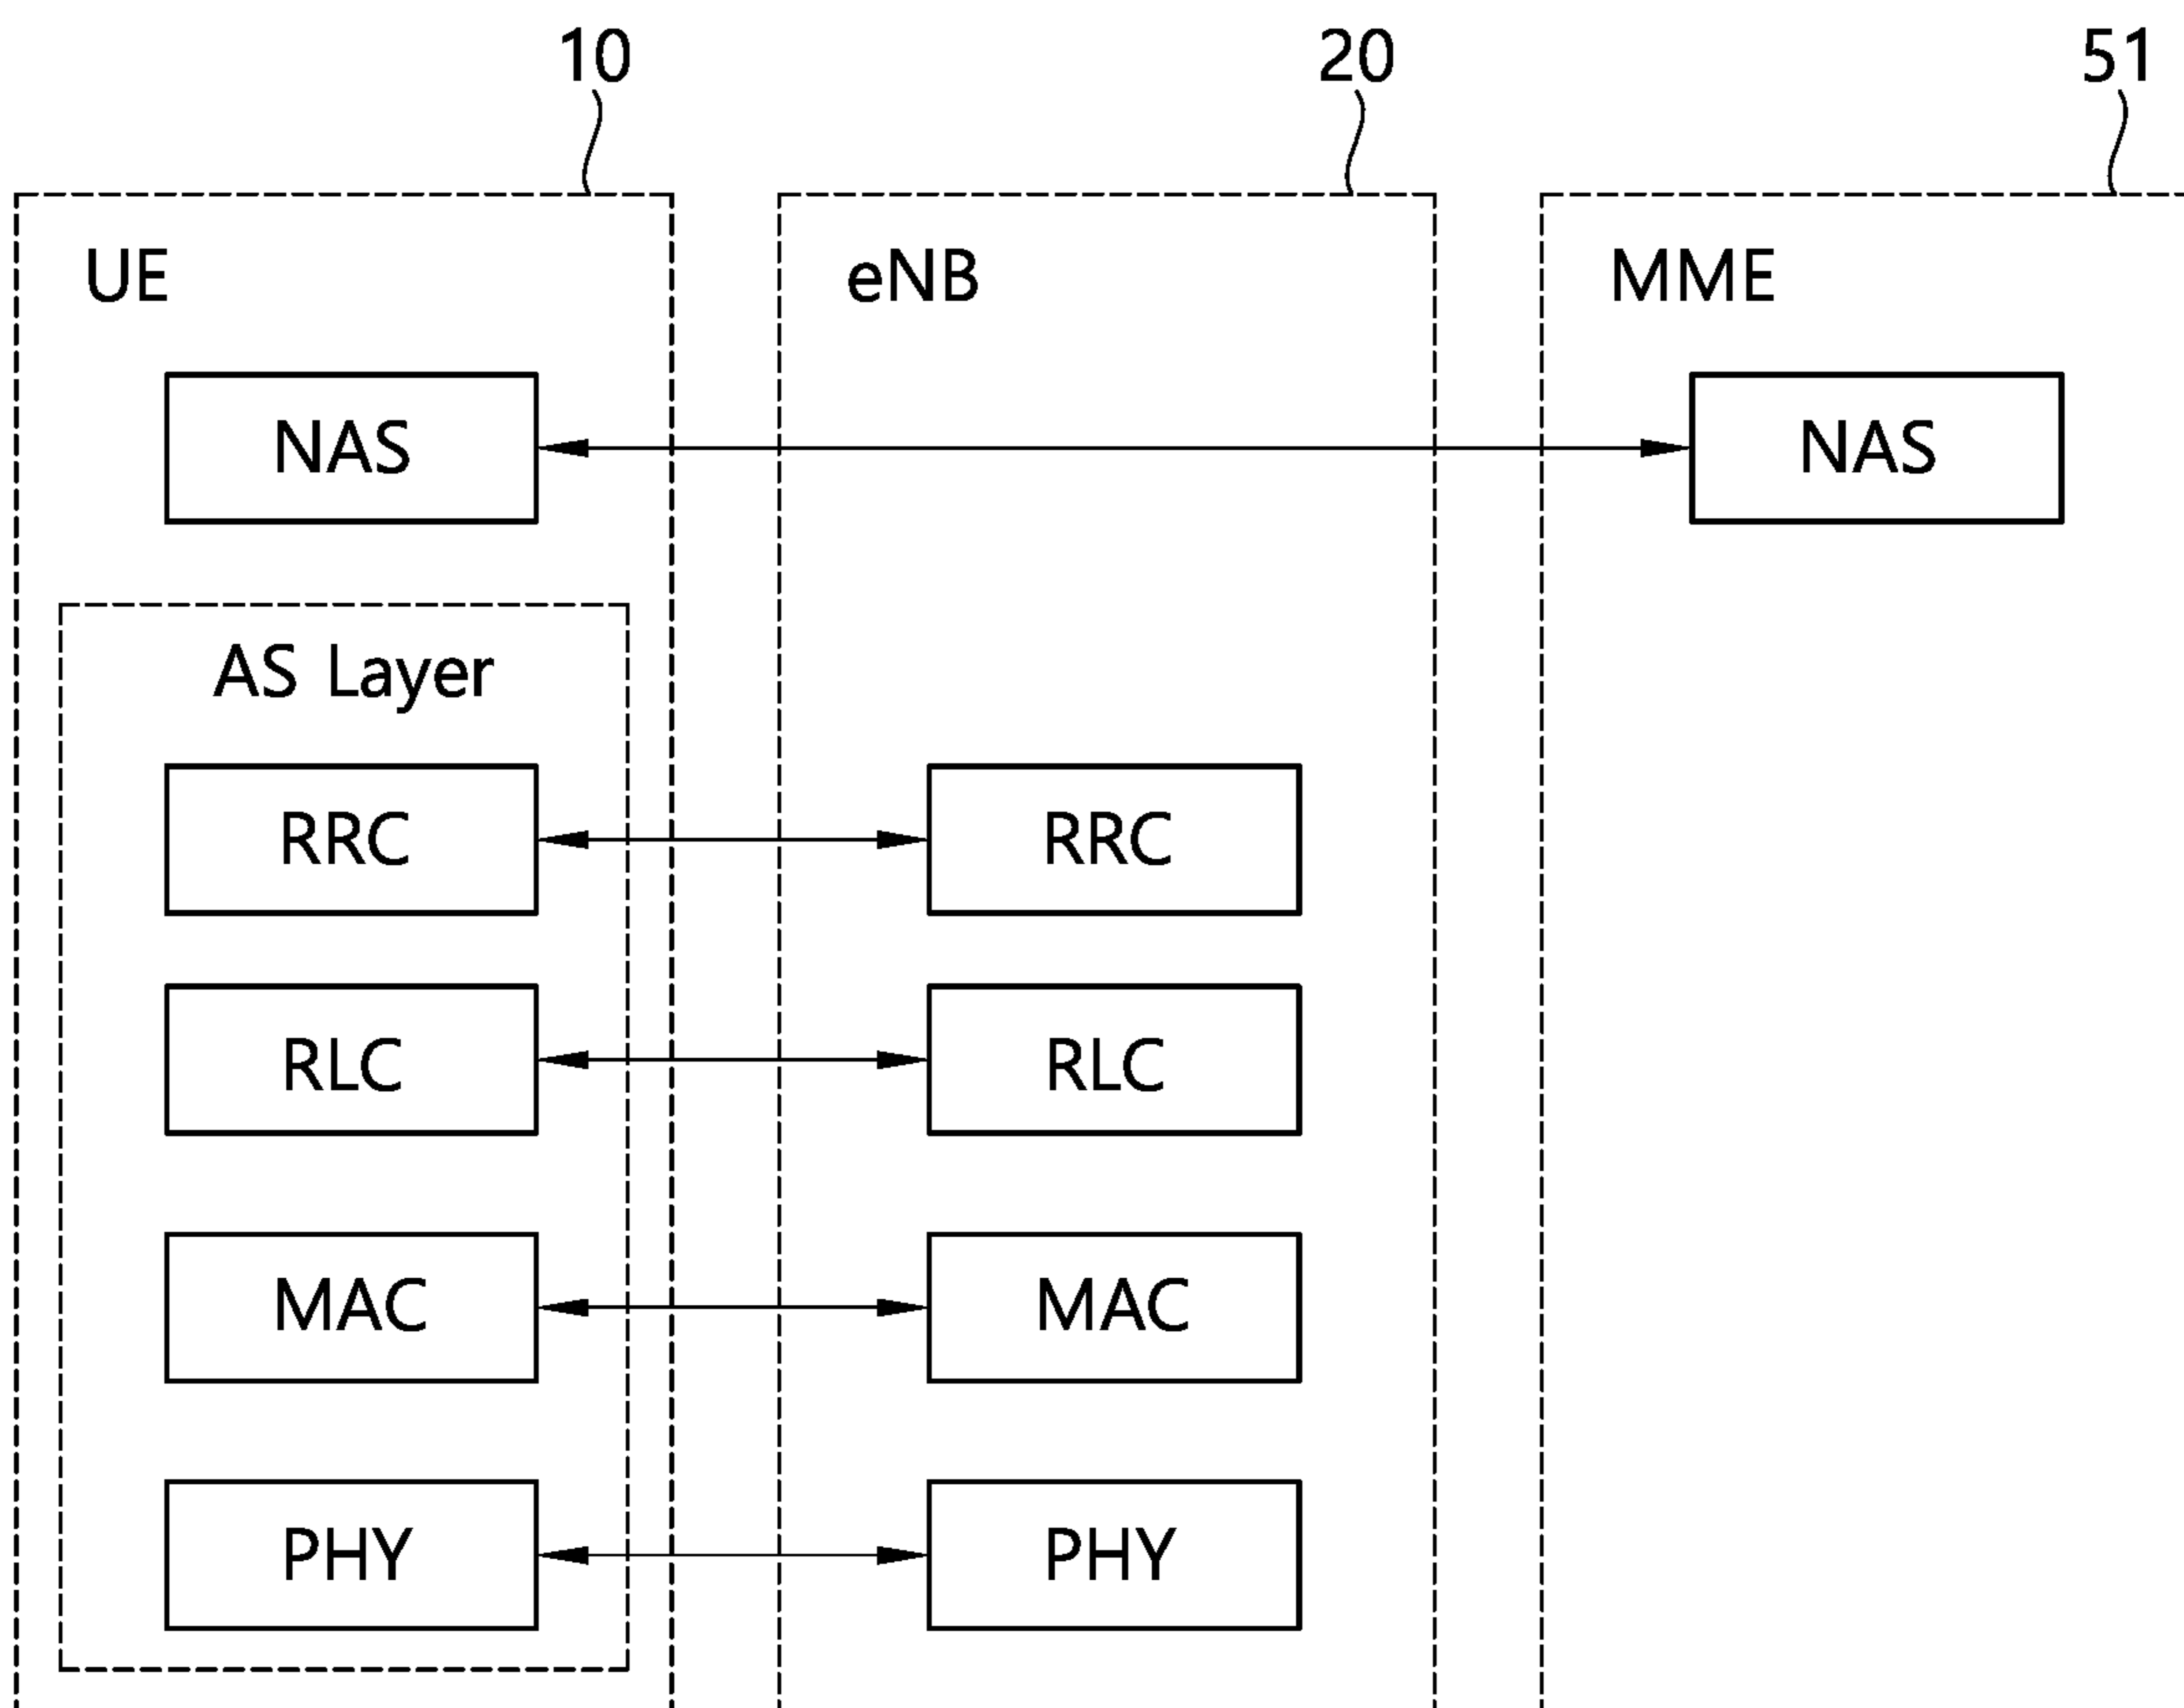 10 20 51
UE eNB MME
NAS NAS
AS Layer
RRC RRC
RLC RLC
MAC MAC
PHY PHY